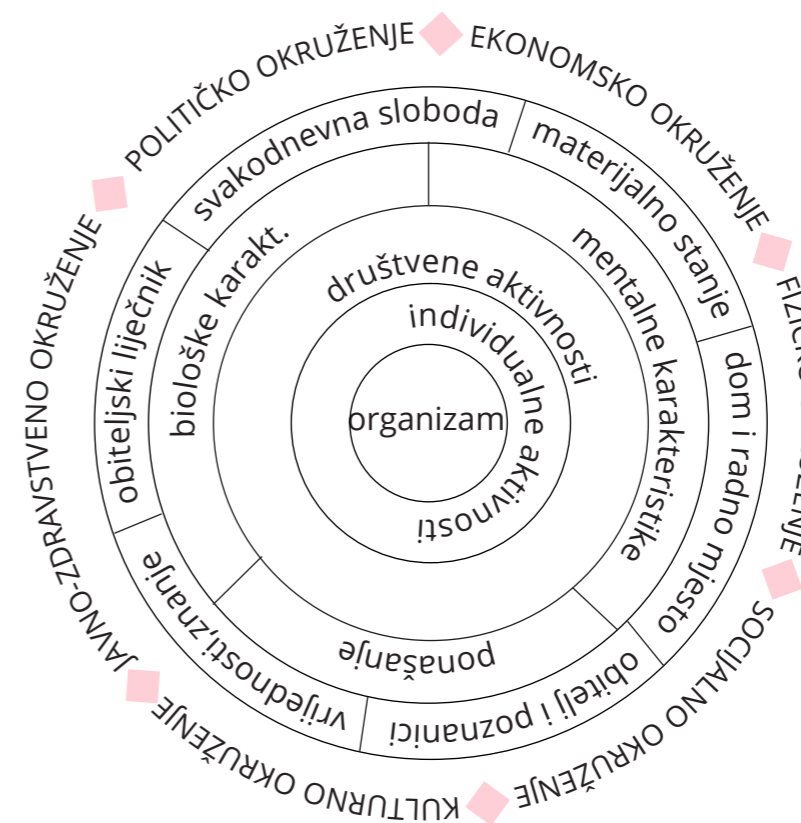 POLITIČKO OKRUŽENJE
EKONOMSKO OKRUŽENJE
SOCIJALNO OKRUŽENJE
KULTURNO OKRUŽENJE
JAVNO-ZDRAVSTVENO OKRUŽENJE
svakodnevna sloboda
materijalno stanje
dom i radno mjesto
obitelj i poznanici
vrijednosti,znanje
obiteljski liječnik
biološke karakt.
mentalne karakteristike
ponašanje
društvene aktivnosti
individualne aktivnosti
organizam